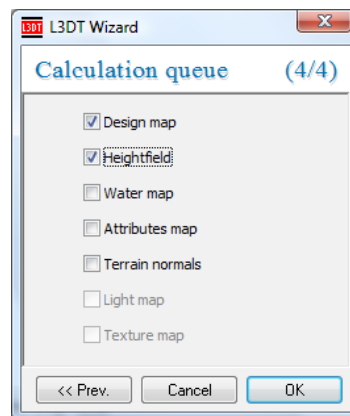 L3DT L3DT Wizard
Calculation queue (4/4)
Design map
Heightfield
Water map
Attributes map
Terrain normals
Light map
Texture map
<< Prev. Cancel OK